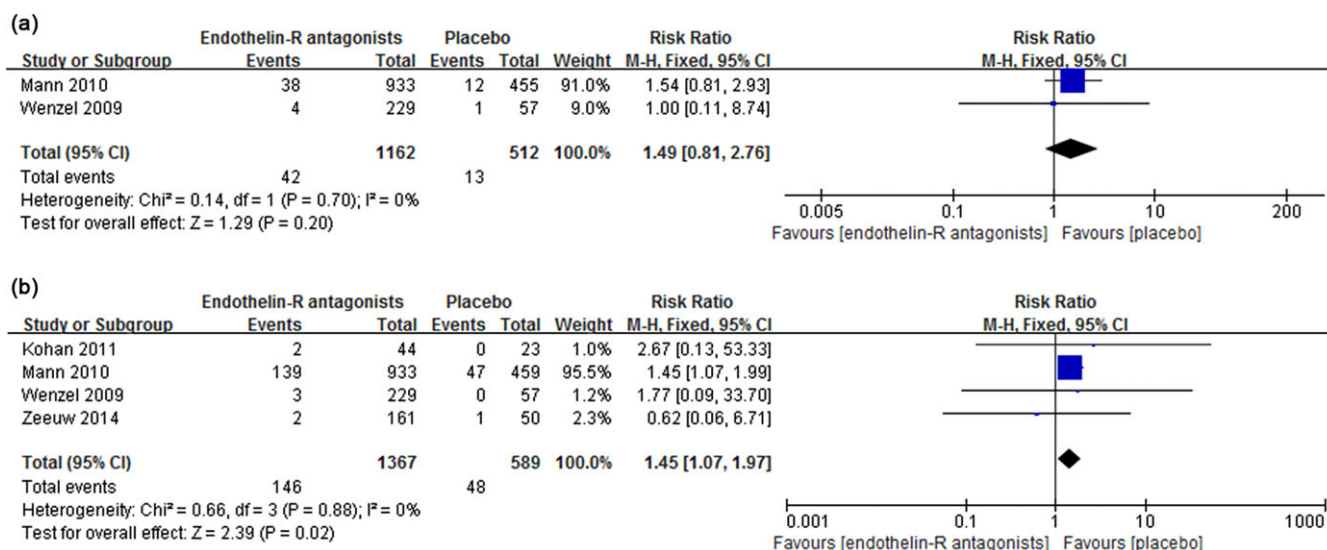 (a)
Endothelin-R antagonists Placebo Risk Ratio Risk Ratio
Study or Subgroup Events Total Events Total Weight M-H, Fixed, 95% CI M-H, Fixed, 95% CI
Mann 2010 38 933 12 455 91.0% 1.54 [0.81, 2.93]
Wenzel 2009 4 229 1 57 9.0% 1.00 [0.11, 8.74]
Total (95% CI) 1162 512 100.0% 1.49 [0.81, 2.76]
Total events 42 13
Heterogeneity: Chi² = 0.14, df = 1 (P = 0.70); I² = 0%
Test for overall effect: Z = 1.29 (P = 0.20)
0.005 0.1 1 10 200
Favours [endothelin-R antagonists] Favours [placebo]
(b)
Endothelin-R antagonists Placebo Risk Ratio Risk Ratio
Study or Subgroup Events Total Events Total Weight M-H, Fixed, 95% CI M-H, Fixed, 95% CI
Kohan 2011 2 44 0 23 1.0% 2.67 [0.13, 53.33]
Mann 2010 139 933 47 459 95.5% 1.45 [1.07, 1.99]
Wenzel 2009 3 229 0 57 1.2% 1.77 [0.09, 33.70]
Zeeuw 2014 2 161 1 50 2.3% 0.62 [0.06, 6.71]
Total (95% CI) 1367 589 100.0% 1.45 [1.07, 1.97]
Total events 146 48
Heterogeneity: Chi² = 0.66, df = 3 (P = 0.88); I² = 0%
Test for overall effect: Z = 2.39 (P = 0.02)
0.001 0.1 1 10 1000
Favours [endothelin-R antagonists] Favours [placebo]